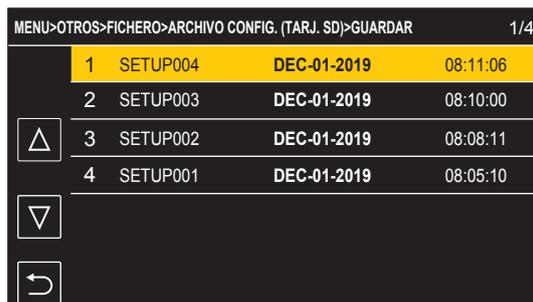 MENU>OTROS>FICHERO>ARCHIVO CONFIG. (TARJ. SD)>GUARDAR 1/4
1 SETUP004 DEC-01-2019 08:11:06
2 SETUP003 DEC-01-2019 08:10:00
3 SETUP002 DEC-01-2019 08:08:11
4 SETUP001 DEC-01-2019 08:05:10